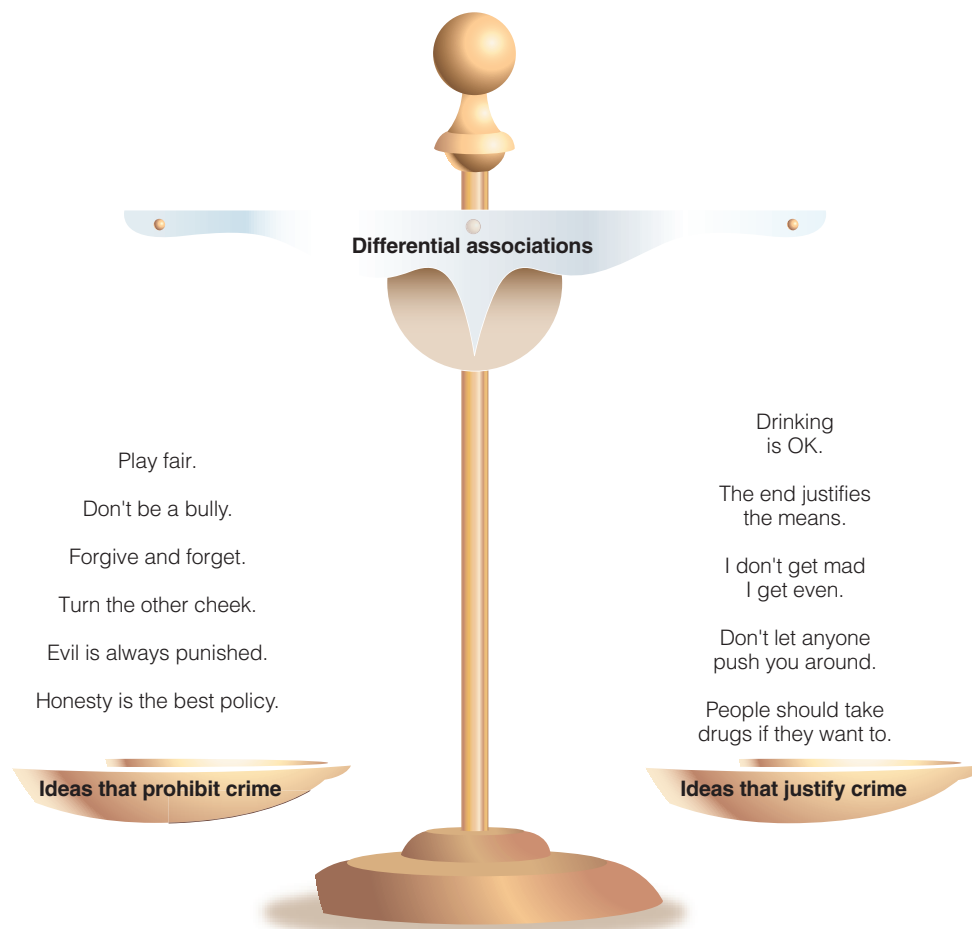 Differential associations
Play fair.
Don't be a bully.
Forgive and forget.
Turn the other cheek.
Evil is always punished.
Honesty is the best policy.
Ideas that prohibit crime
Drinking
is OK.
The end justifies
the means.
I don't get mad
I get even.
Don't let anyone
push you around.
People should take
drugs if they want to.
Ideas that justify crime